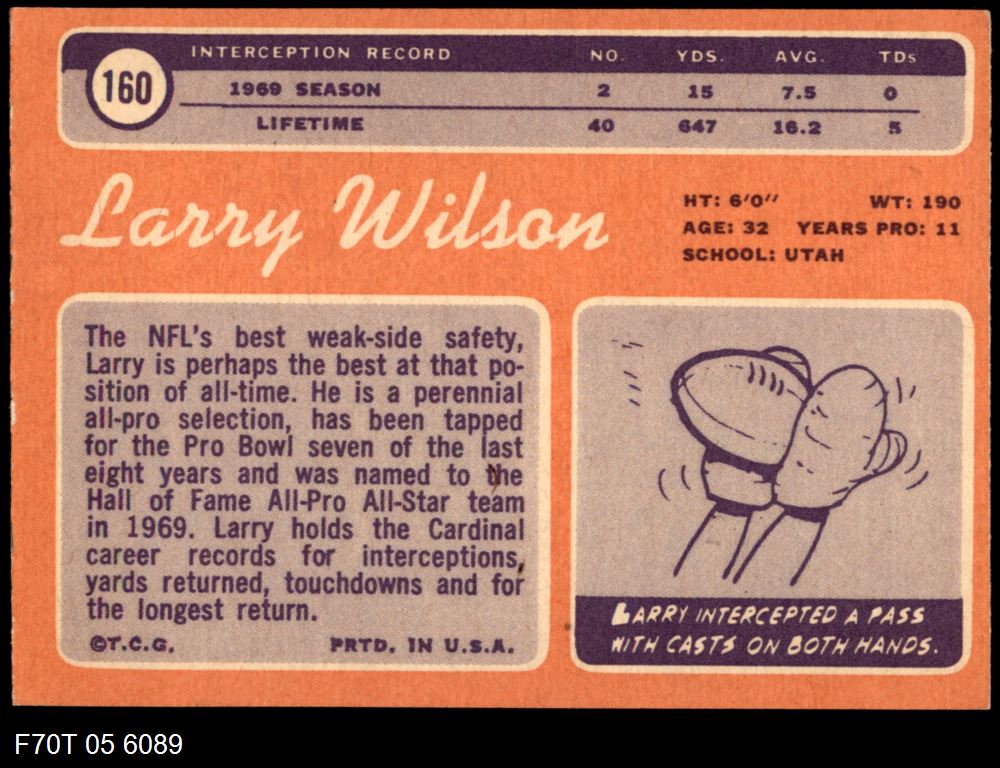 INTERCEPTION RECORD NO. YDS. AVG. TDs
160
1969 SEASON 2 15 7.5 0
LIFETIME 40 647 16.2 5
Larry Wilson
HT: 6'0" WT: 190
AGE: 32 YEARS PRO: 11
SCHOOL: UTAH
The NFL's best weak-side safety,
Larry is perhaps the best at that po-
sition of all-time. He is a perennial
all-pro selection, has been tapped
for the Pro Bowl seven of the last
eight years and was named to the
Hall of Fame All-Pro All-Star team
in 1969. Larry holds the Cardinal
career records for interceptions,
yards returned, touchdowns and for
the longest return.
©T.C.G. PRTD. IN U.S.A.
LARRY INTERCEPTED A PASS
WITH CASTS ON BOTH HANDS.
F70T 05 6089